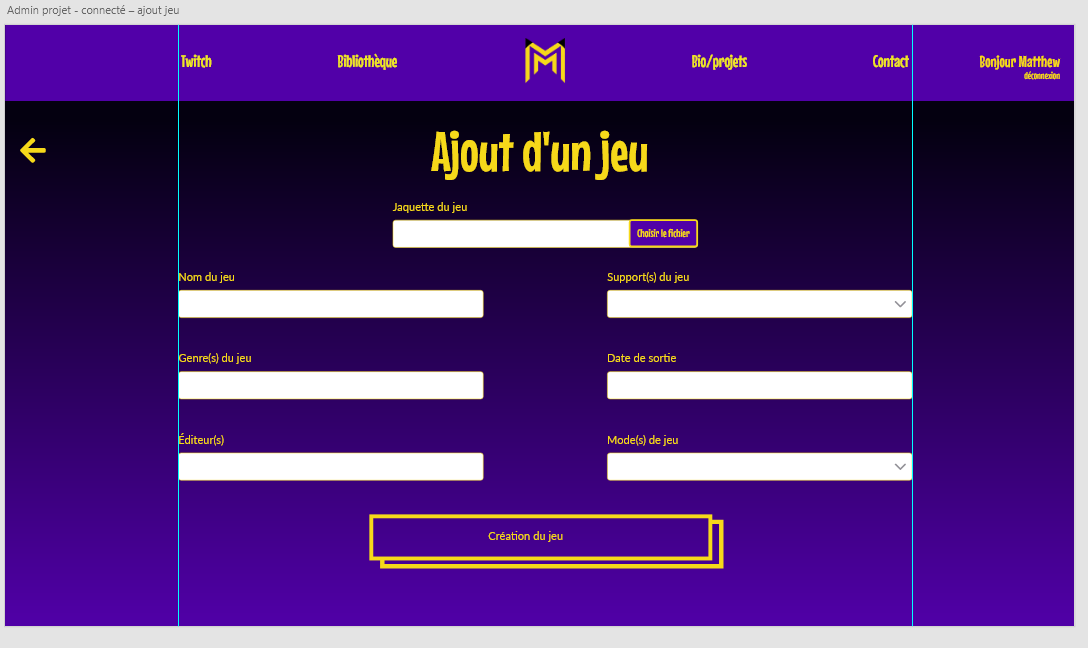 Admin projet - connecté – ajout jeu
Twitch
Bibliothèque
Bio/projets
Contact
Bonjour Matthew
déconnexion
Ajout d'un jeu
Jaquette du jeu
Choisir le fichier
Nom du jeu
Support(s) du jeu
Genre(s) du jeu
Date de sortie
Éditeur(s)
Mode(s) de jeu
Création du jeu